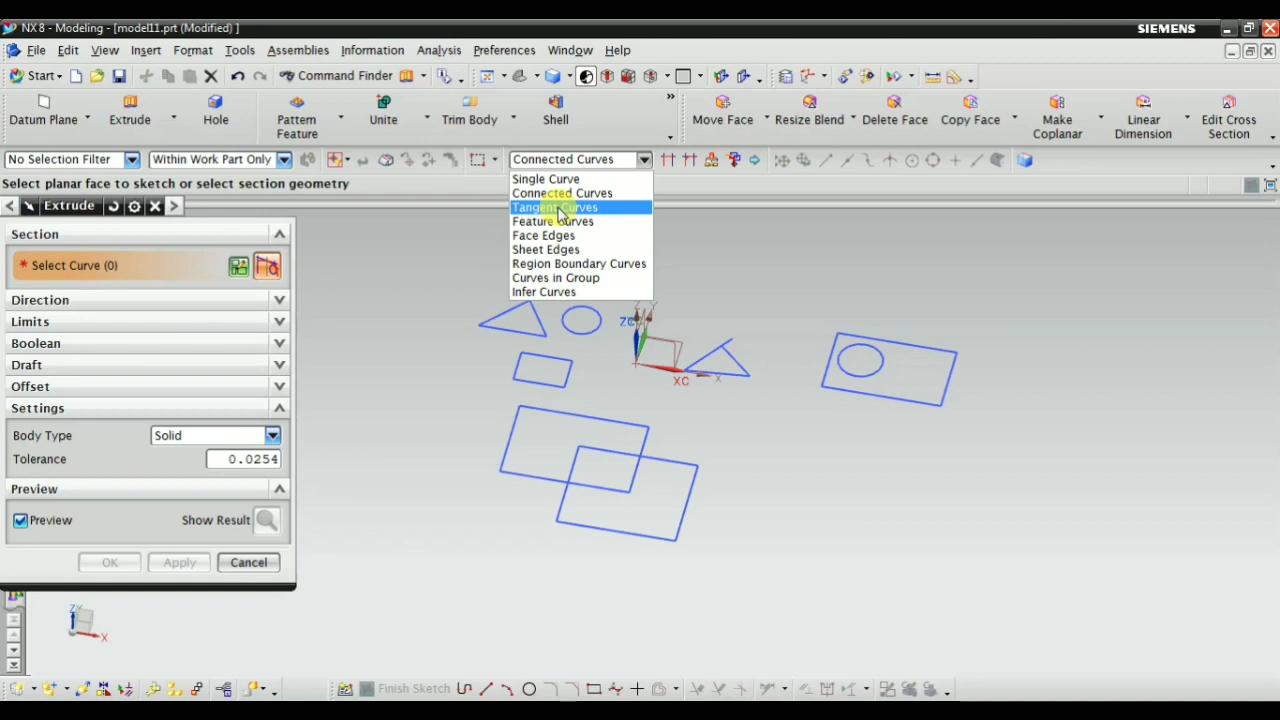 NX 8 - Modeling - [model11.prt (Modified) ]
SIEMENS
File Edit View Insert Format Tools Assemblies Information Analysis Preferences Window Help
Start
Command Finder
Datum Plane Extrude Hole Pattern Feature Unite Trim Body Shell Move Face Resize Blend Delete Face Copy Face Make Coplanar Linear Dimension Edit Cross Section
No Selection Filter Within Work Part Only Connected Curves
Select planar face to sketch or select section geometry
Single Curve
Connected Curves
Tangent Curves
Feature Curves
Face Edges
Sheet Edges
Region Boundary Curves
Curves in Group
Infer Curves
Extrude
Section
* Select Curve (0)
Direction
Limits
Boolean
Draft
Offset
Settings
Body Type Solid
Tolerance 0.0254
Preview
Preview Show Result
OK Apply Cancel
XC
X
X
Finish Sketch